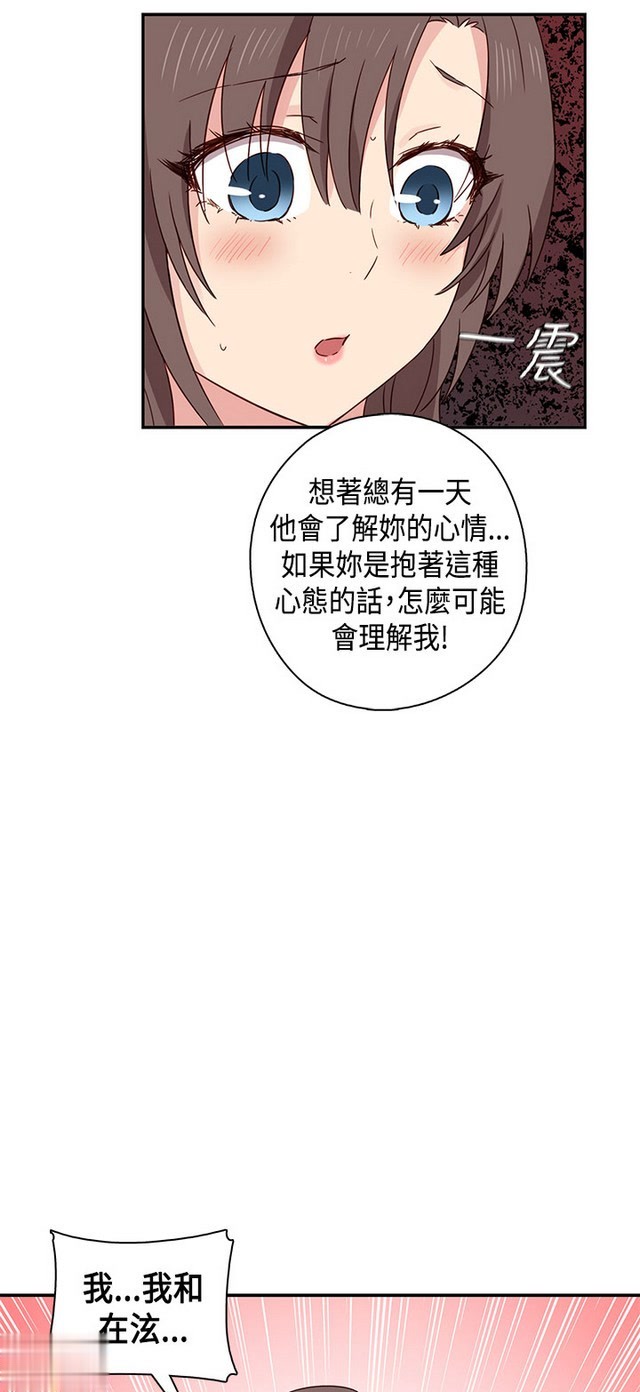 一震
想著總有一天
他會了解妳的心情...
如果妳是抱著這種
心態的話,怎麼可能
會理解我!
我...我和
在泫...